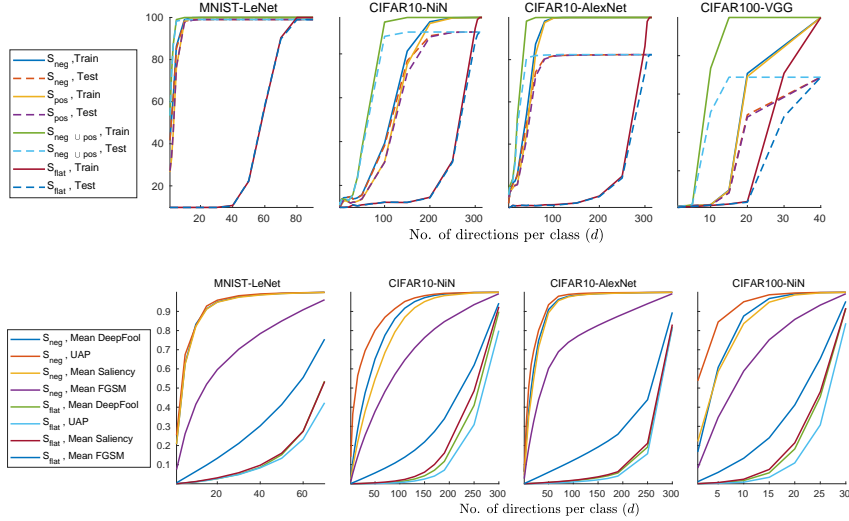 MNIST-LeNet
CIFAR10-NiN
CIFAR10-AlexNet
CIFAR100-VGG
S_neg ,Train
S_neg , Test
S_pos , Train
S_pos , Test
S_neg ∪ pos , Train
S_neg ∪ pos , Test
S_flat , Train
S_flat , Test
100
80
60
40
20
20 40 60 80
100 200 300
100 200 300
10 20 30 40
No. of directions per class (d)
MNIST-LeNet
CIFAR10-NiN
CIFAR10-AlexNet
CIFAR100-NiN
S_neg , Mean DeepFool
S_neg , UAP
S_neg , Mean Saliency
S_neg , Mean FGSM
S_flat , Mean DeepFool
S_flat , UAP
S_flat , Mean Saliency
S_flat , Mean FGSM
0.9
0.8
0.7
0.6
0.5
0.4
0.3
0.2
0.1
20 40 60
50 100 150 200 250 300
50 100 150 200 250 300
5 10 15 20 25 30
No. of directions per class (d)